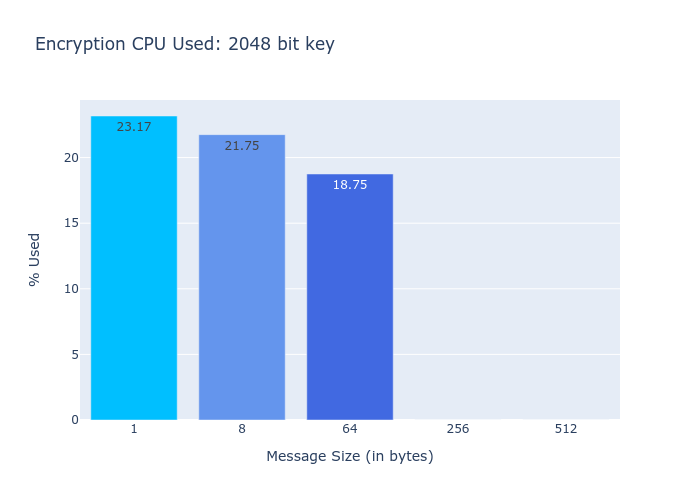 Encryption CPU Used: 2048 bit key
23.17
21.75
18.75
20
15
10
5
0
% Used
1 8 64 256 512
Message Size (in bytes)